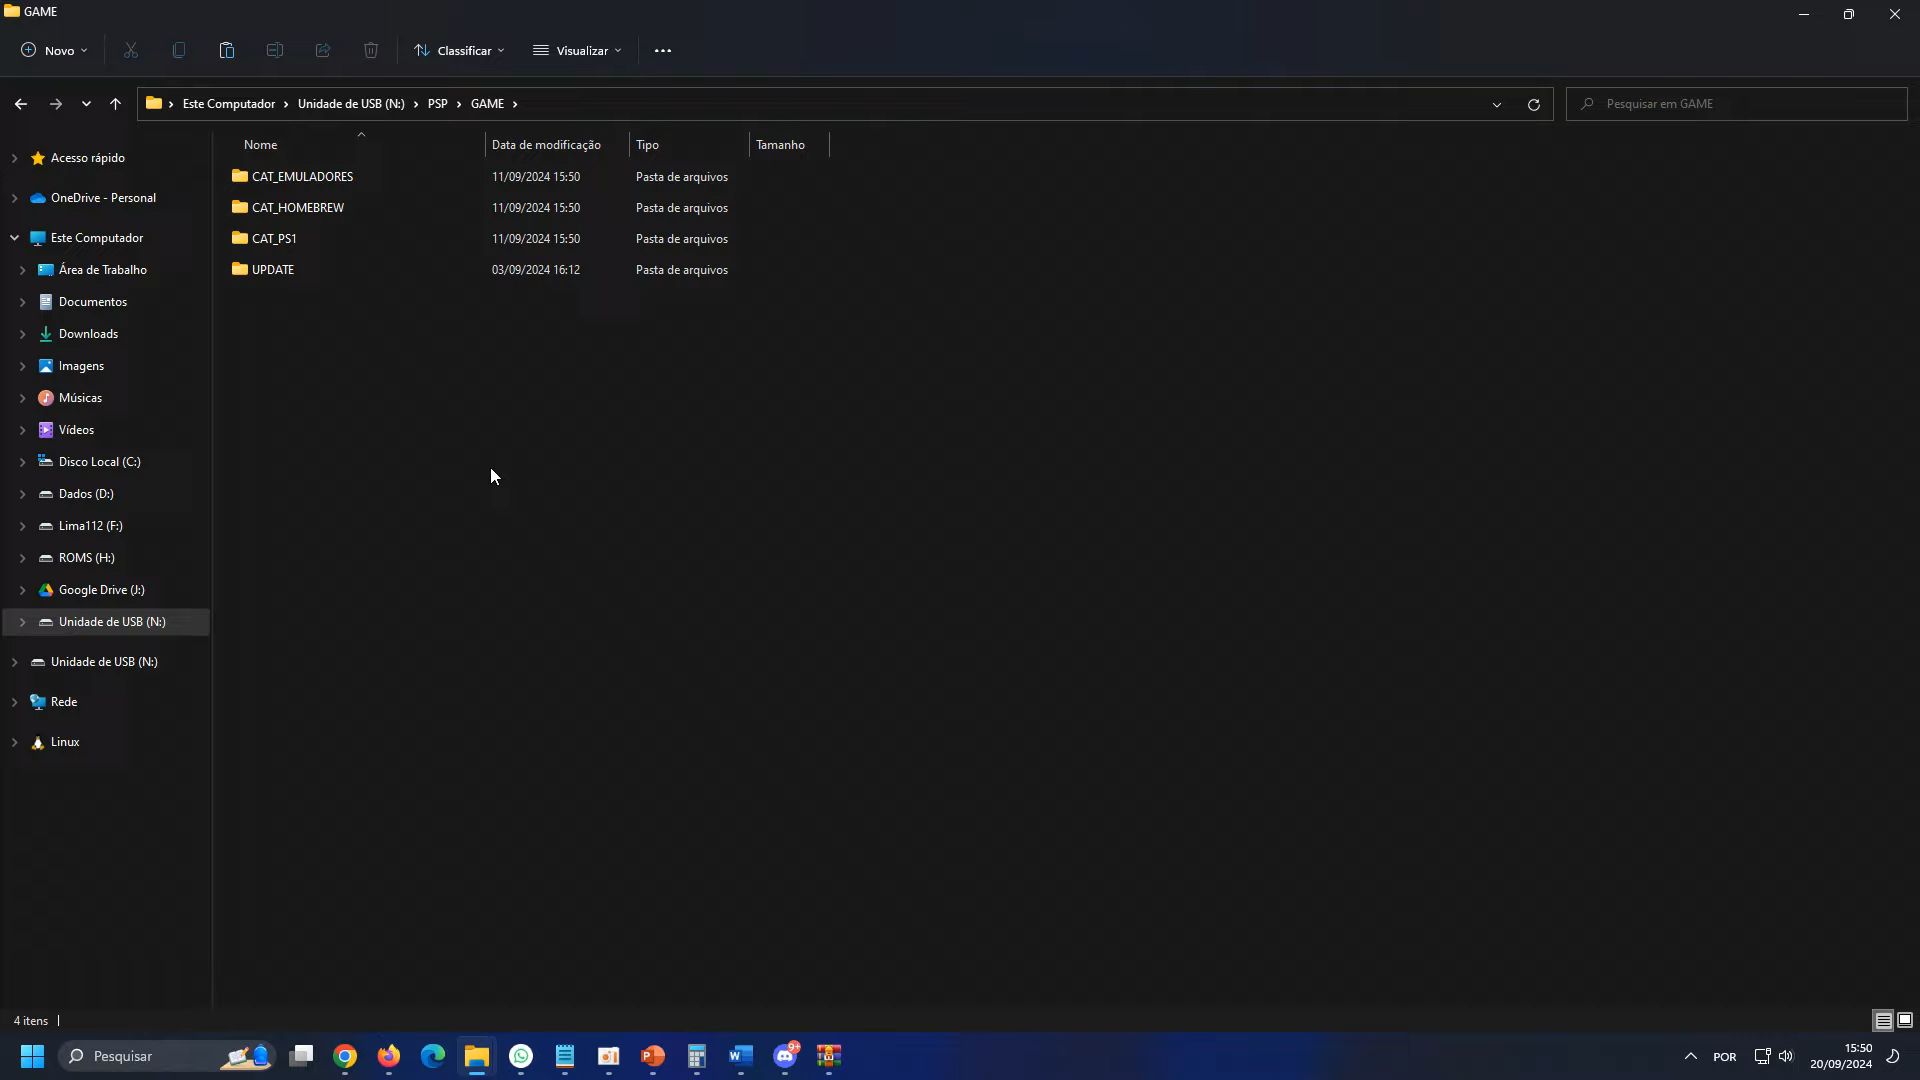 GAME
Novo
Classificar
Visualizar
Este Computador > Unidade de USB (N:) > PSP > GAME >
Pesquisar em GAME
Nome Data de modificação Tipo Tamanho
CAT_EMULADORES 11/09/2024 15:50 Pasta de arquivos
CAT_HOMEBREW 11/09/2024 15:50 Pasta de arquivos
CAT_PS1 11/09/2024 15:50 Pasta de arquivos
UPDATE 03/09/2024 16:12 Pasta de arquivos
Acesso rápido
OneDrive - Personal
Este Computador
Área de Trabalho
Documentos
Downloads
Imagens
Músicas
Vídeos
Disco Local (C:)
Dados (D:)
Lima112 (F:)
ROMS (H:)
Google Drive (J:)
Unidade de USB (N:)
Unidade de USB (N:)
Rede
Linux
4 itens
Pesquisar
9+
POR
15:50
20/09/2024